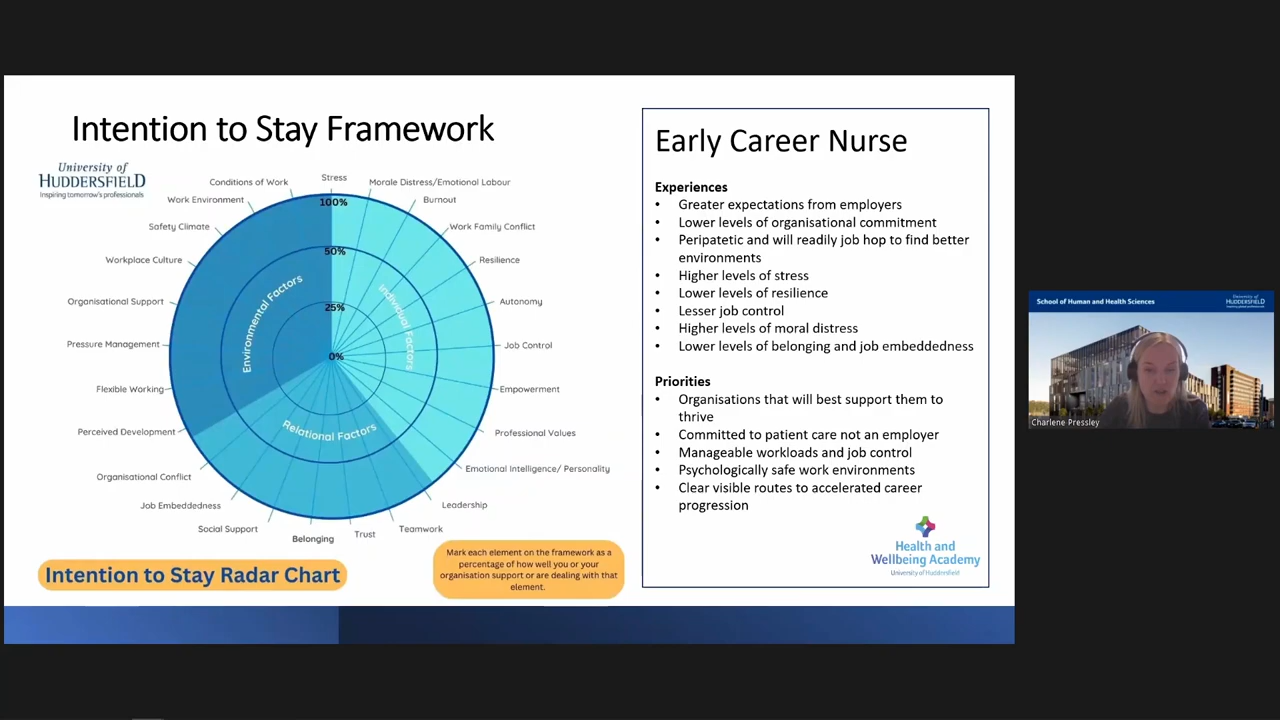 Intention to Stay Framework
University of
HUDDERSFIELD
Inspiring tomorrow's professionals
Stress
Morale Distress/Emotional Labour
Burnout
Work Family Conflict
Resilience
Autonomy
Job Control
Empowerment
Professional Values
Emotional Intelligence/ Personality
Leadership
Teamwork
Trust
Belonging
Social Support
Job Embeddedness
Organisational Conflict
Perceived Development
Flexible Working
Pressure Management
Organisational Support
Workplace Culture
Safety Climate
Work Environment
Conditions of Work
100%
50%
25%
0%
Environmental Factors
Individual Factors
Relational Factors
Intention to Stay Radar Chart
Mark each element on the framework as a
percentage of how well you or your
organisation support or are dealing with that
element.
Early Career Nurse
Experiences
• Greater expectations from employers
• Lower levels of organisational commitment
• Peripatetic and will readily job hop to find better
environments
• Higher levels of stress
• Lower levels of resilience
• Lesser job control
• Higher levels of moral distress
• Lower levels of belonging and job embeddedness
Priorities
• Organisations that will best support them to
thrive
• Committed to patient care not an employer
• Manageable workloads and job control
• Psychologically safe work environments
• Clear visible routes to accelerated career
progression
Health and
Wellbeing Academy
University of Huddersfield
School of Human and Health Sciences
University of
HUDDERSFIELD
Charlene Pressley